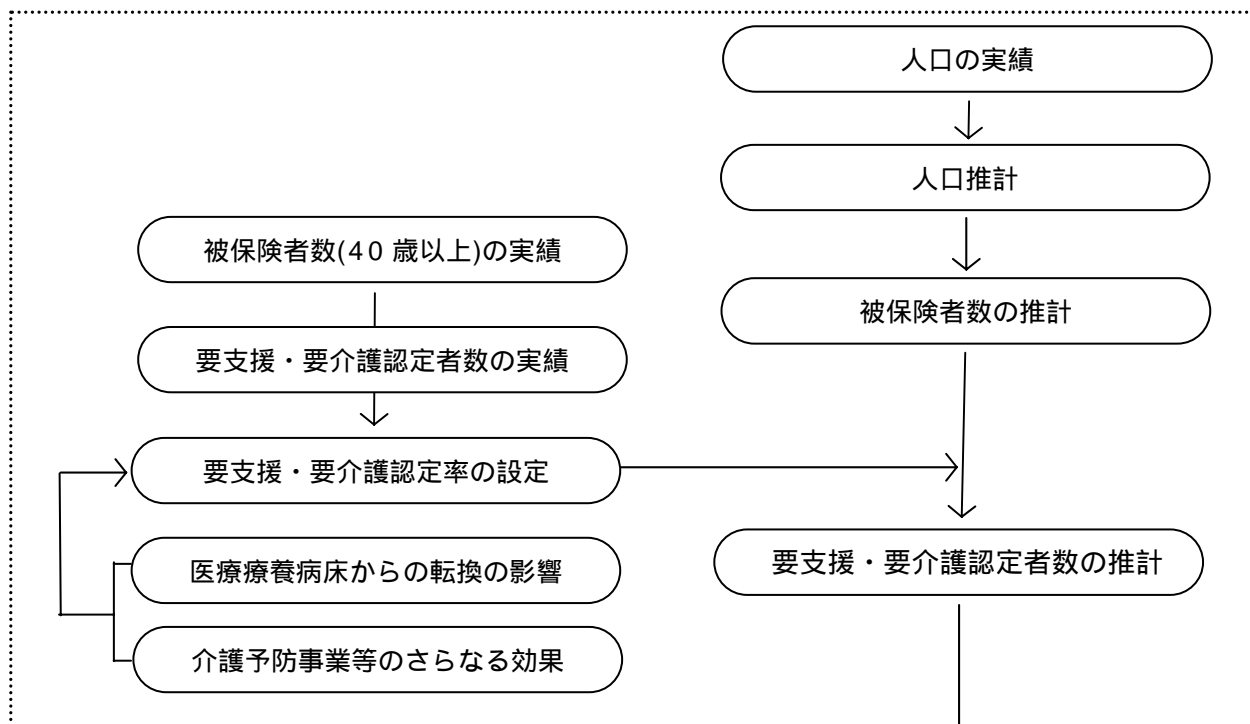 人口の実績
人口推計
被保険者数(40 歳以上)の実績
被保険者数の推計
要支援・要介護認定者数の実績
要支援・要介護認定率の設定
要支援・要介護認定者数の推計
医療療養病床からの転換の影響
介護予防事業等のさらなる効果